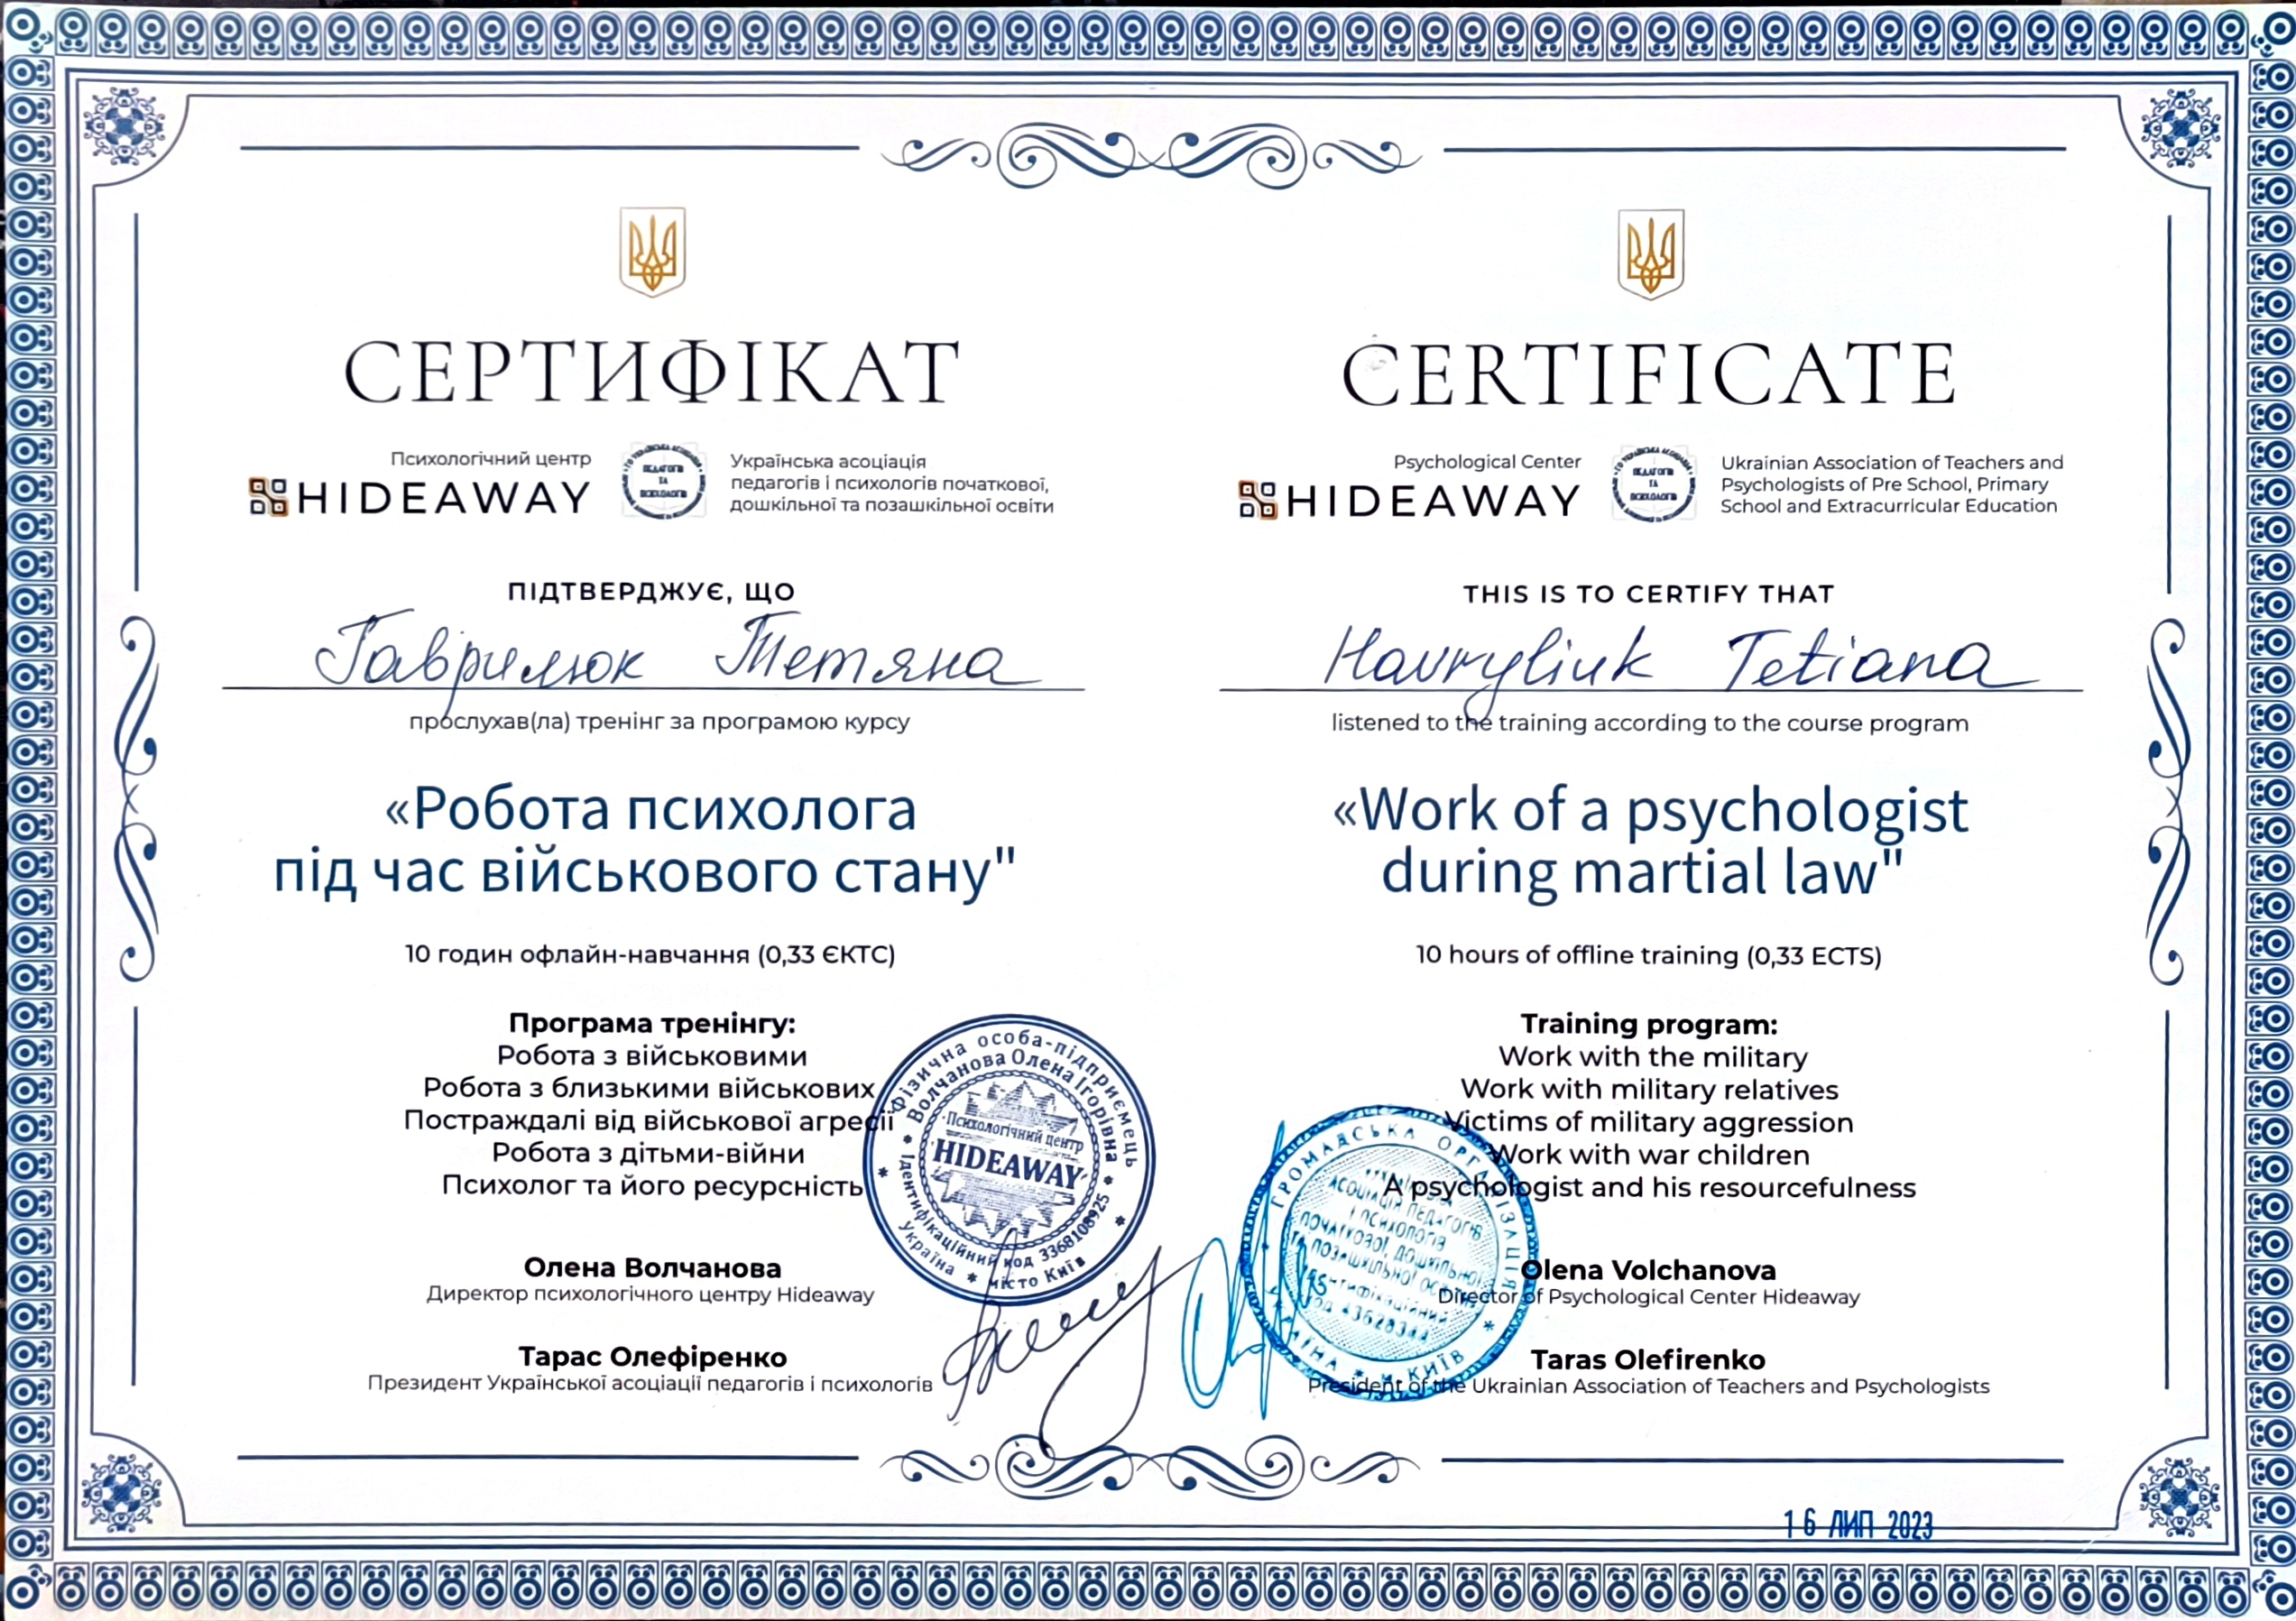 СЕРТИФІКАТ
Психологічний центр
HIDEAWAY
Українська асоціація
педагогів і психологів початкової,
дошкільної та позашкільної освіти
ПІДТВЕРДЖУЄ, ЩО
Гаврилюк Тетяна
прослухав(ла) тренінг за програмою курсу
«Робота психолога
під час військового стану"
10 годин офлайн-навчання (0,33 ЄКТС)
Програма тренінгу:
Робота з військовими
Робота з близькими військових
Постраждалі від військової агресії
Робота з дітьми-війни
Психолог та його ресурсність
Олена Волчанова
Директор психологічного центру Hideaway
Тарас Олефіренко
Президент Української асоціації педагогів і психологів
Фізична особа-підприємець
Волчанова Олена Ігорівна
Психологічний центр
HIDEAWAY
Ідентифікаційний код 3368108925
Україна * місто Київ
CERTIFICATE
Psychological Center
HIDEAWAY
ПЕДАГОГІВ
ТА
ПСИХОЛОГІВ
Ukrainian Association of Teachers and
Psychologists of Pre School, Primary
School and Extracurricular Education
THIS IS TO CERTIFY THAT
Havryliuk Tetiana
listened to the training according to the course program
«Work of a psychologist
during martial law"
10 hours of offline training (0,33 ECTS)
Training program:
Work with the military
Work with military relatives
Victims of military aggression
Work with war children
A psychologist and his resourcefulness
Olena Volchanova
Director of Psychological Center Hideaway
Taras Olefirenko
President of the Ukrainian Association of Teachers and Psychologists
ГРОМАДСЬКА ОРГАНІЗАЦІЯ
АСОЦІАЦІЯ ПЕДАГОГІВ
І ПСИХОЛОГІВ
ПОЧАТКОВОЇ, ДОШКІЛЬНОЇ
ТА ПОЗАШКІЛЬНОЇ
УКРАЇНА * м. КИЇВ
16 ЛИП 2023